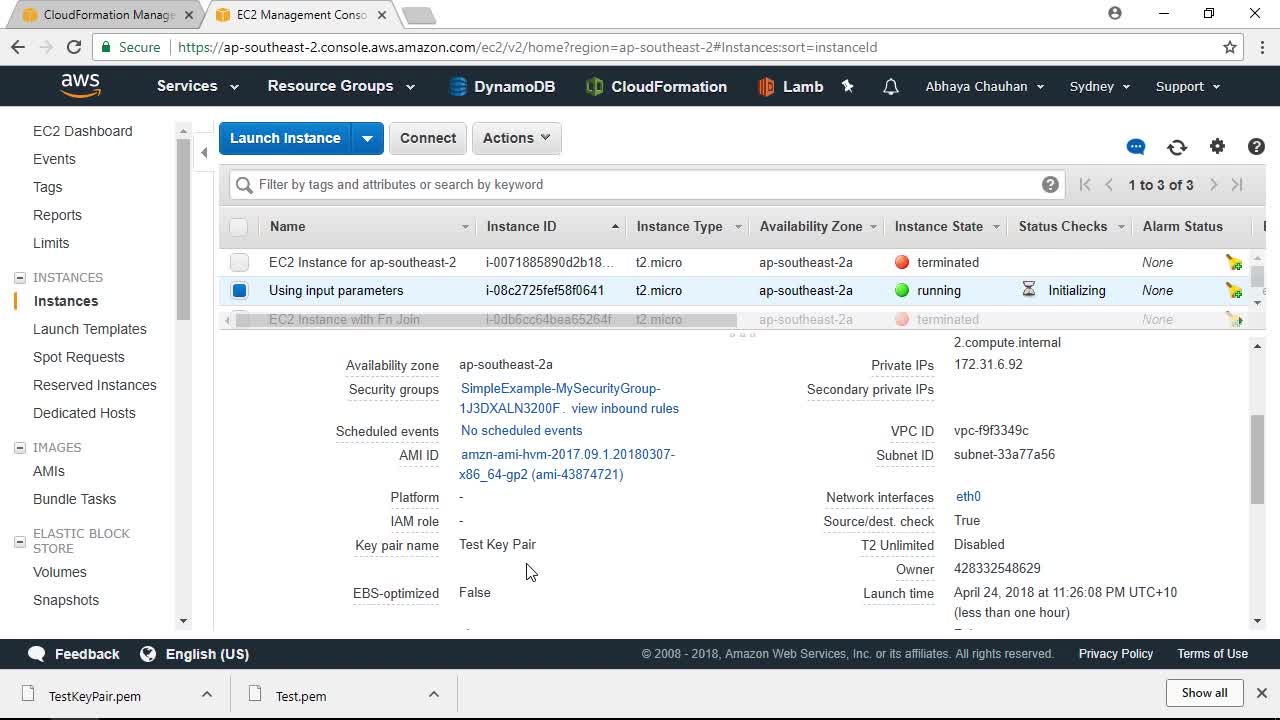 CloudFormation Manage
EC2 Management Conso
Secure https://ap-southeast-2.console.aws.amazon.com/ec2/v2/home?region=ap-southeast-2#Instances:sort=instanceId
aws Services Resource Groups DynamoDB CloudFormation Lamb Abhaya Chauhan Sydney Support
EC2 Dashboard
Events
Tags
Reports
Limits
INSTANCES
Instances
Launch Templates
Spot Requests
Reserved Instances
Dedicated Hosts
IMAGES
AMIs
Bundle Tasks
ELASTIC BLOCK
STORE
Volumes
Snapshots
Launch Instance Connect Actions
Filter by tags and attributes or search by keyword 1 to 3 of 3
Name Instance ID Instance Type Availability Zone Instance State Status Checks Alarm Status
EC2 Instance for ap-southeast-2 i-0071885890d2b18... t2.micro ap-southeast-2a terminated None
Using input parameters i-08c2725fef58f0641 t2.micro ap-southeast-2a running Initializing None
EC2 Instance with Fn Join i-0db6cc64bea65264f t2.micro ap-southeast-2a terminated None
2.compute.internal
Availability zone ap-southeast-2a Private IPs 172.31.6.92
Security groups SimpleExample-MySecurityGroup- Secondary private IPs
1J3DXALN3200F. view inbound rules
Scheduled events No scheduled events VPC ID vpc-f9f3349c
AMI ID amzn-ami-hvm-2017.09.1.20180307- Subnet ID subnet-33a77a56
x86_64-gp2 (ami-43874721)
Platform - Network interfaces eth0
IAM role - Source/dest. check True
Key pair name Test Key Pair T2 Unlimited Disabled
Owner 428332548629
EBS-optimized False Launch time April 24, 2018 at 11:26:08 PM UTC+10
(less than one hour)
Feedback English (US) © 2008 - 2018, Amazon Web Services, Inc. or its affiliates. All rights reserved. Privacy Policy Terms of Use
TestKeyPair.pem Test.pem Show all